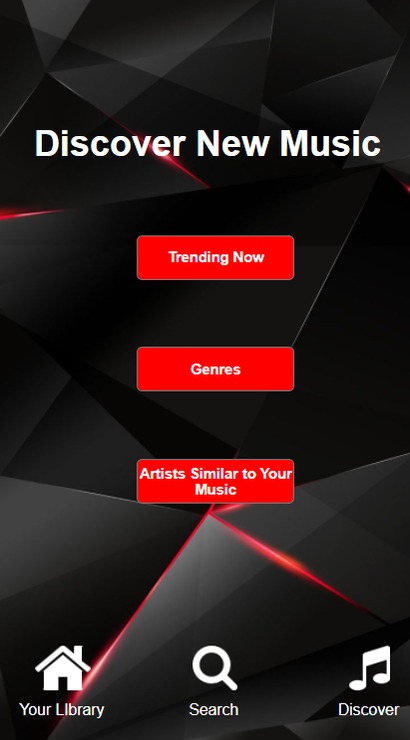 Discover New Music
Trending Now
Genres
Artists Similar to Your
Music
Your LIbrary
Search
Discover